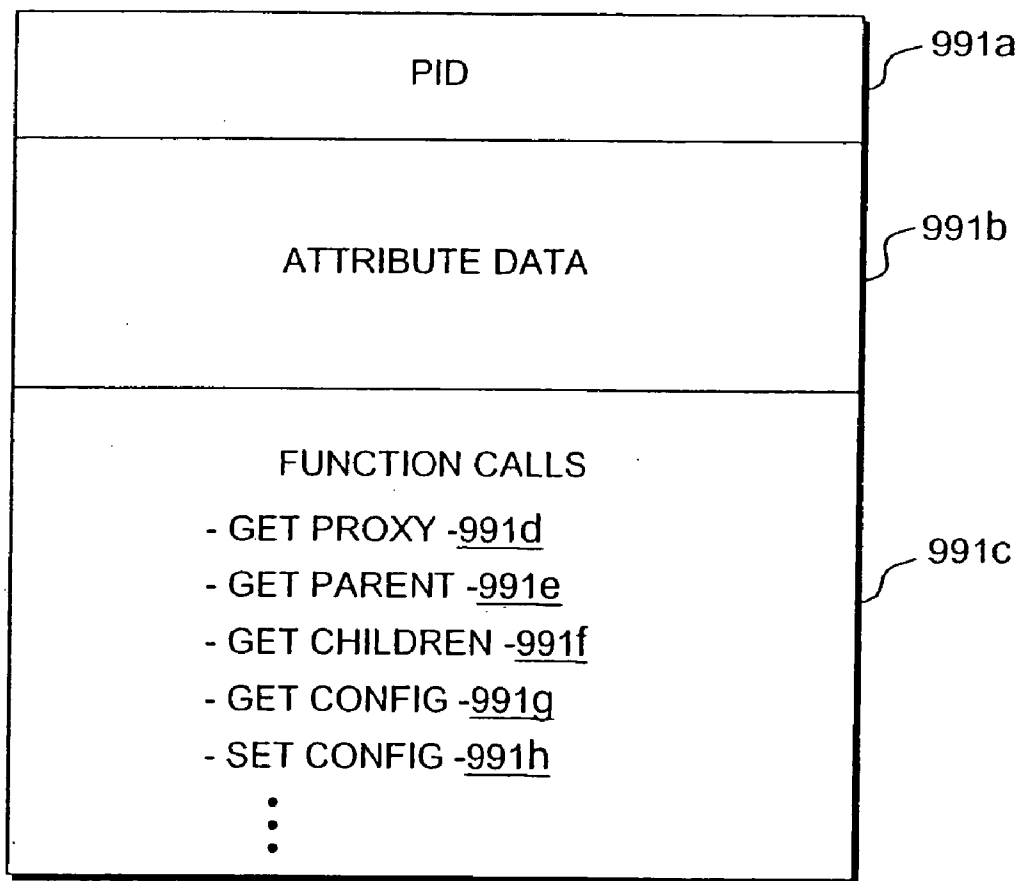 PID
991a
ATTRIBUTE DATA
991b
FUNCTION CALLS
- GET PROXY -991d
- GET PARENT -991e
- GET CHILDREN -991f
- GET CONFIG -991g
- SET CONFIG -991h
991c